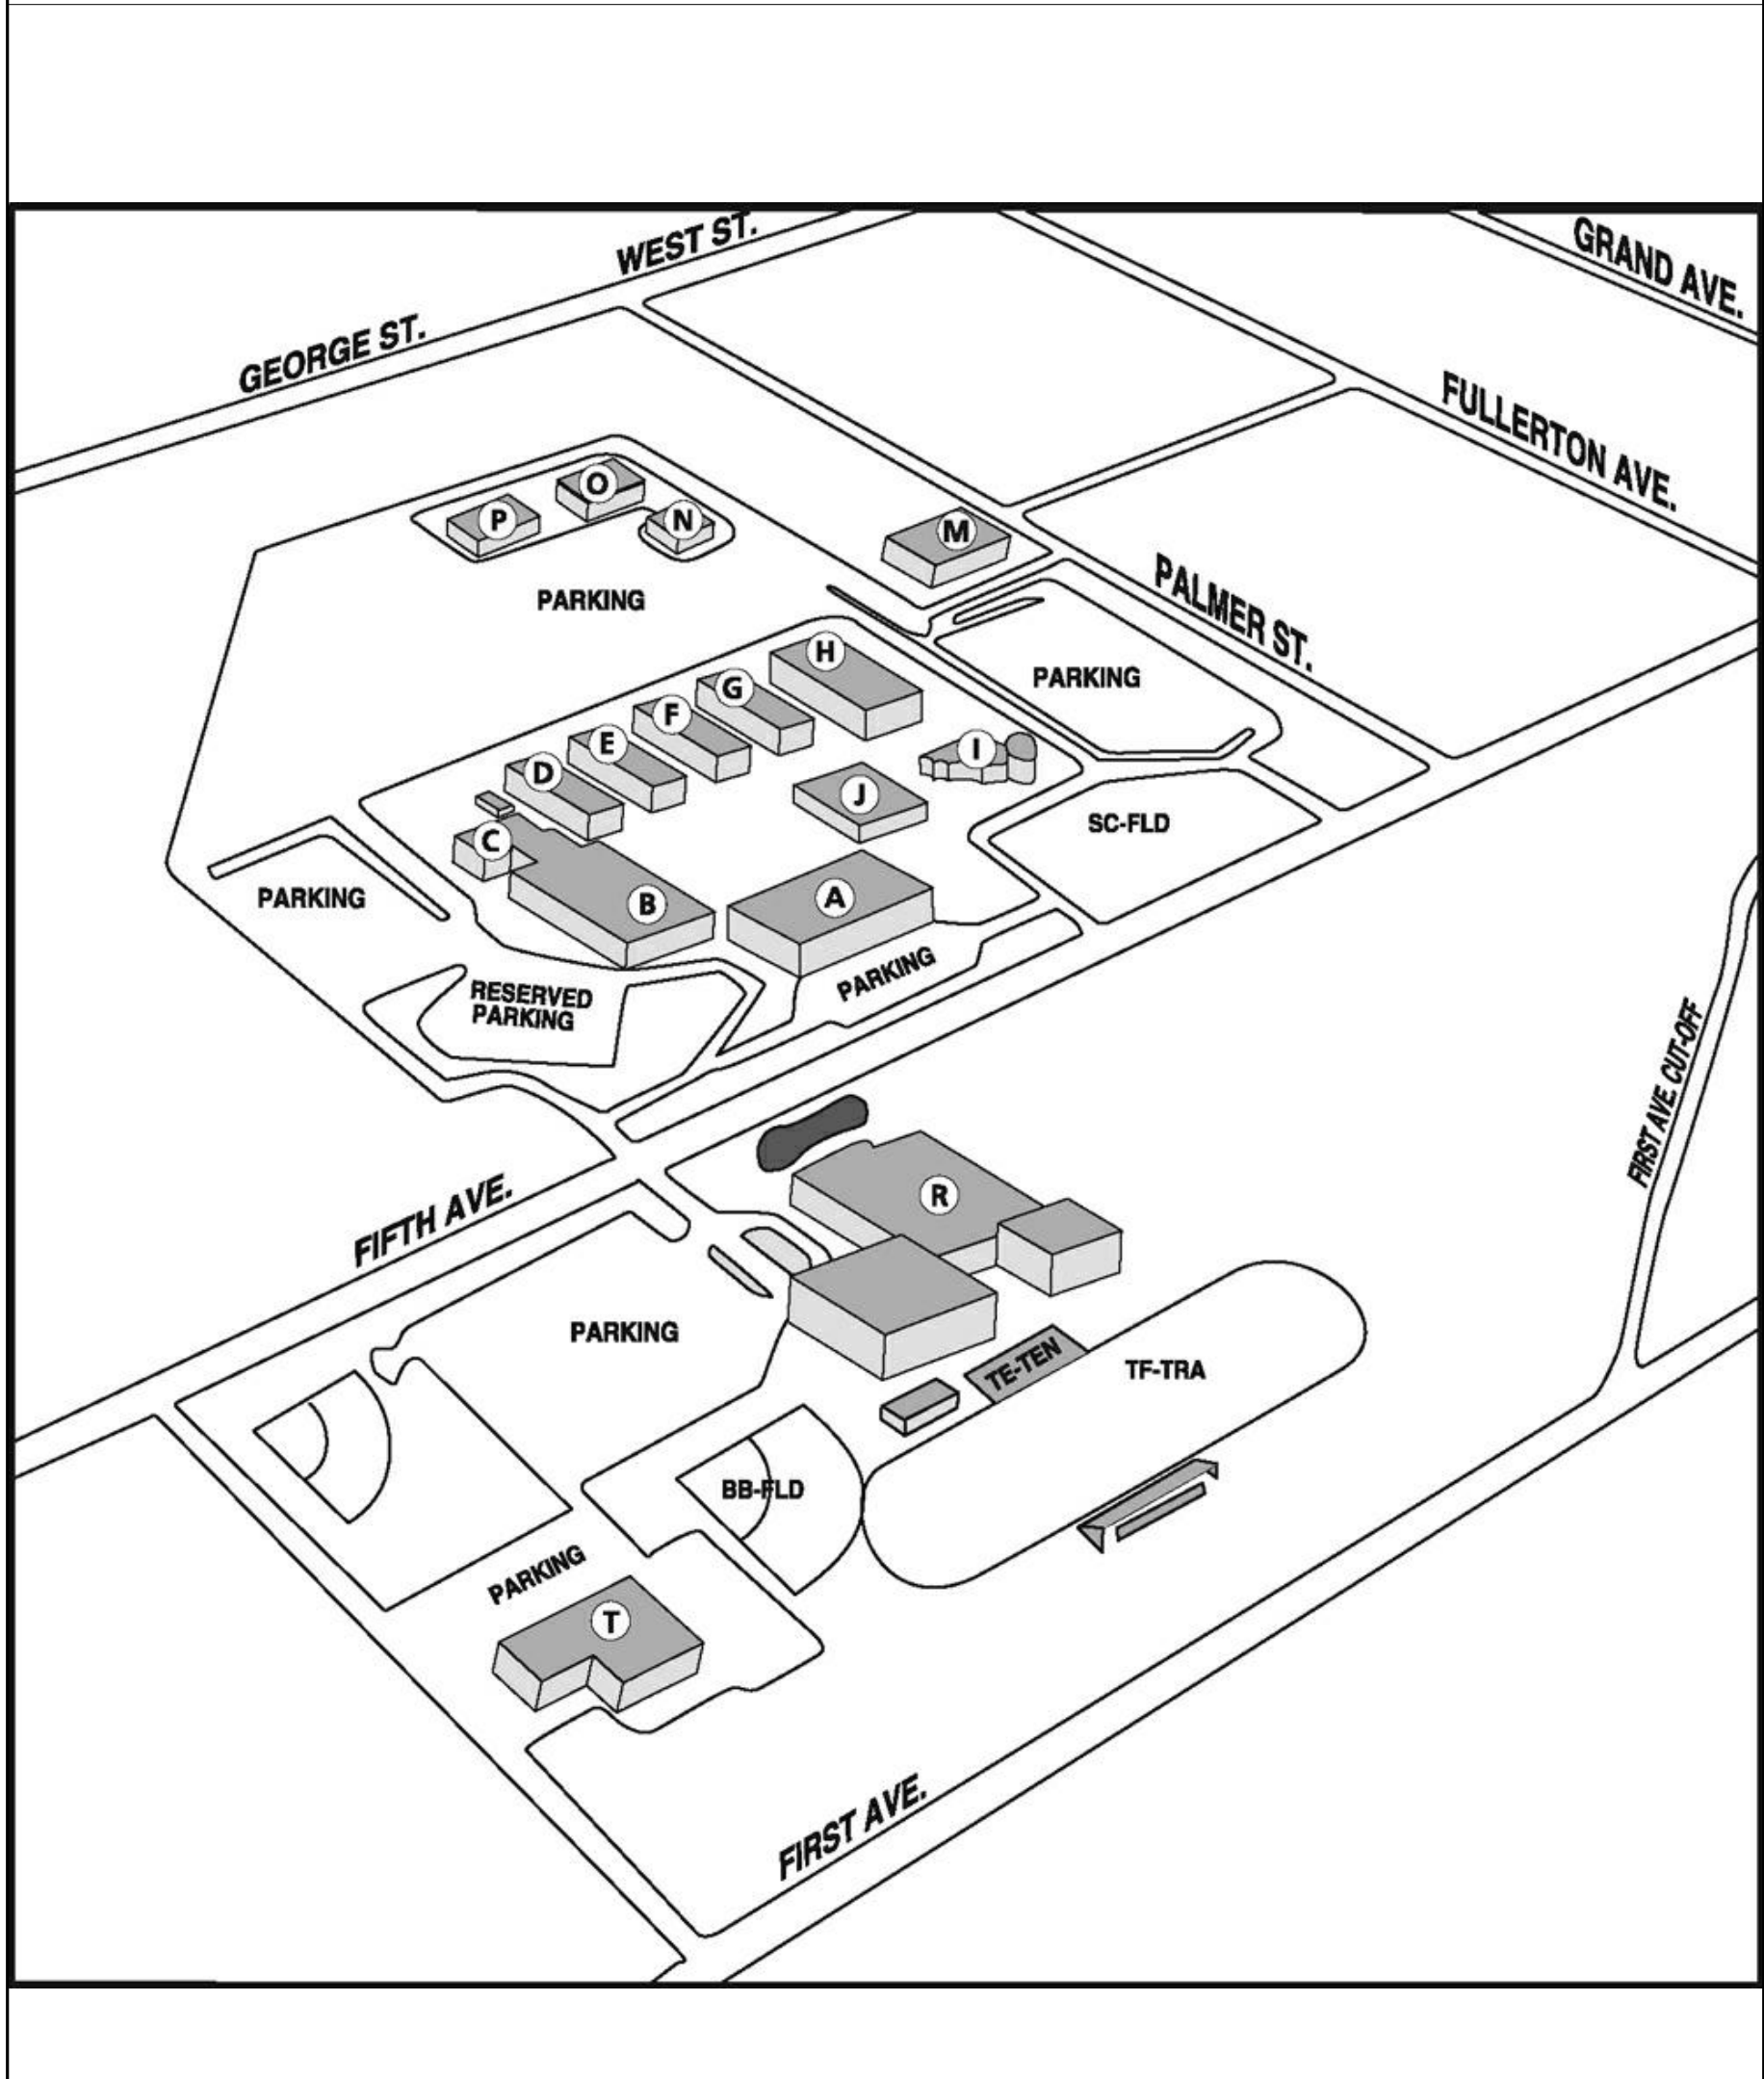 WEST ST.
GRAND AVE.
GEORGE ST.
FULLERTON AVE.
O
P
N
M
PARKING
PALMER ST.
H
PARKING
G
F
E
I
D
J
SC-FLD
C
PARKING
B
A
PARKING
RESERVED
PARKING
FIRST AVE. CUT-OFF
R
FIFTH AVE.
PARKING
TE-TEN
TF-TRA
BB-FLD
PARKING
T
FIRST AVE.